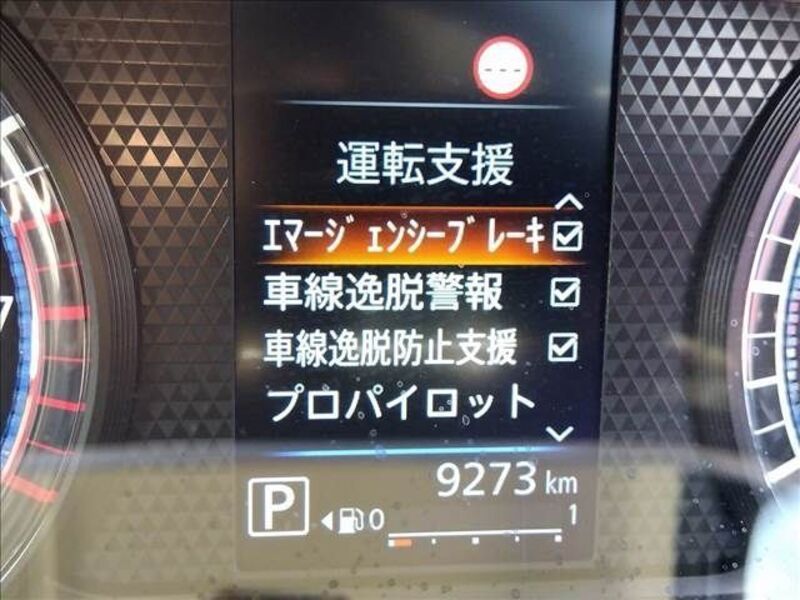 ---
運転支援
ｴﾏｰｼﾞｪﾝｼｰﾌﾞﾚｰｷ
車線逸脱警報
車線逸脱防止支援
プロパイロット
9273 km
P
0 1
7